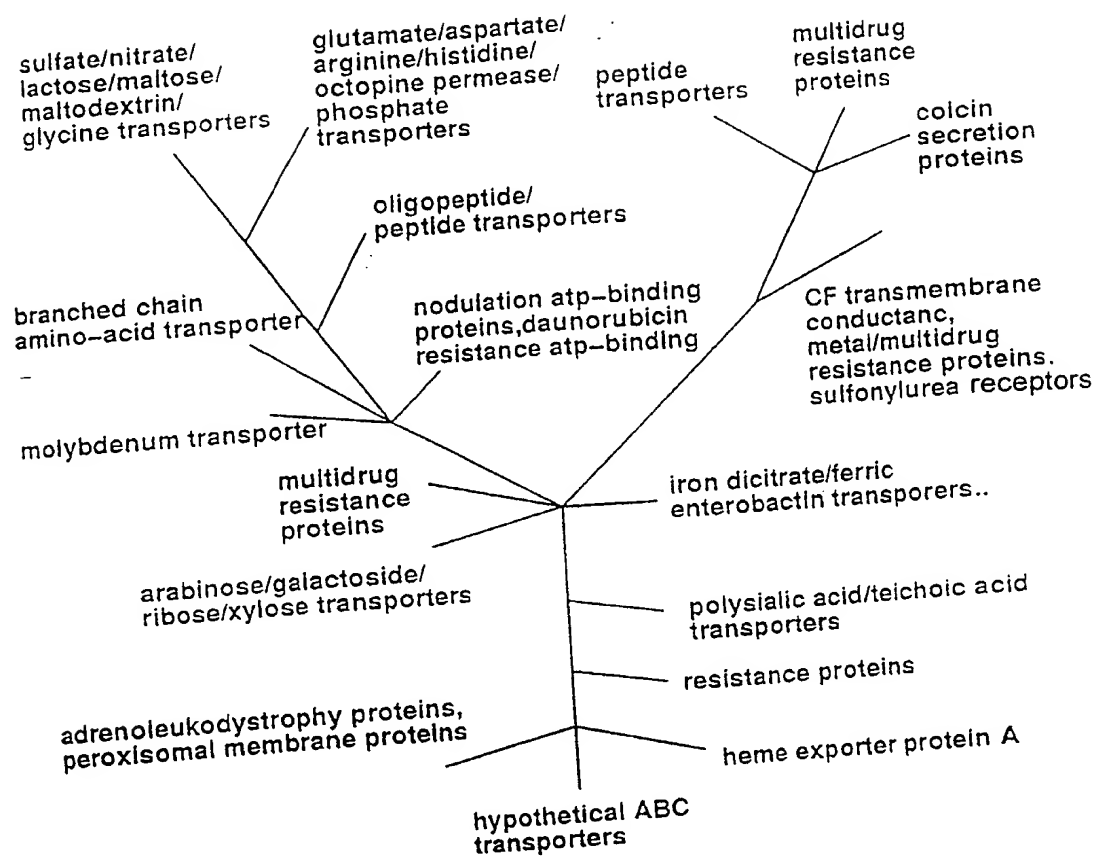 sulfate/nitrate/
lactose/maltose/
maltodextrin/
glycine transporters
glutamate/aspartate/
arginine/histidine/
octopine permease/
phosphate
transporters
peptide
transporters
multidrug
resistance
proteins
colcin
secretion
proteins
oligopeptide/
peptide transporters
branched chain
amino-acid transporter
nodulation atp-binding
proteins,daunorubicin
resistance atp-binding
CF transmembrane
conductanc,
metal/multidrug
resistance proteins.
sulfonylurea receptors
molybdenum transporter
multidrug
resistance
proteins
iron dicitrate/ferric
enterobactin transporers..
arabinose/galactoside/
ribose/xylose transporters
polysialic acid/teichoic acid
transporters
resistance proteins
adrenoleukodystrophy proteins,
peroxisomal membrane proteins
heme exporter protein A
hypothetical ABC
transporters